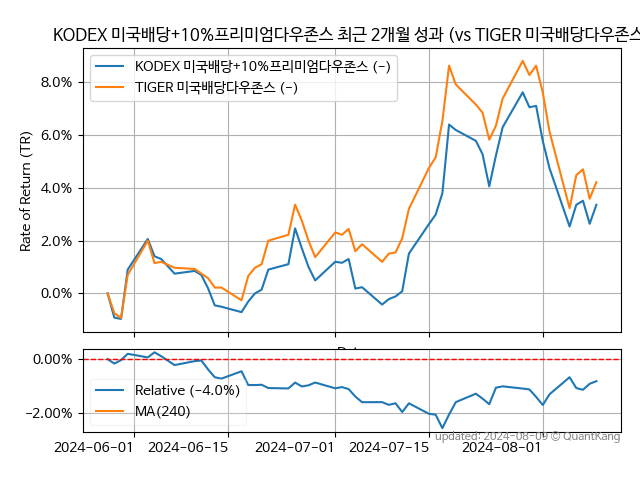 KODEX 미국배당+10%프리미엄다우존스 최근 2개월 성과 (vs TIGER 미국배당다우존스
KODEX 미국배당+10%프리미엄다우존스 (-)
TIGER 미국배당다우존스 (-)
Rate of Return (TR)
8.0%
6.0%
4.0%
2.0%
0.0%
0.00%
-2.00%
Relative (-4.0%)
MA(240)
updated: 2024-08-09 © QuantKang
2024-06-01
2024-06-15
2024-07-01
2024-07-15
2024-08-01